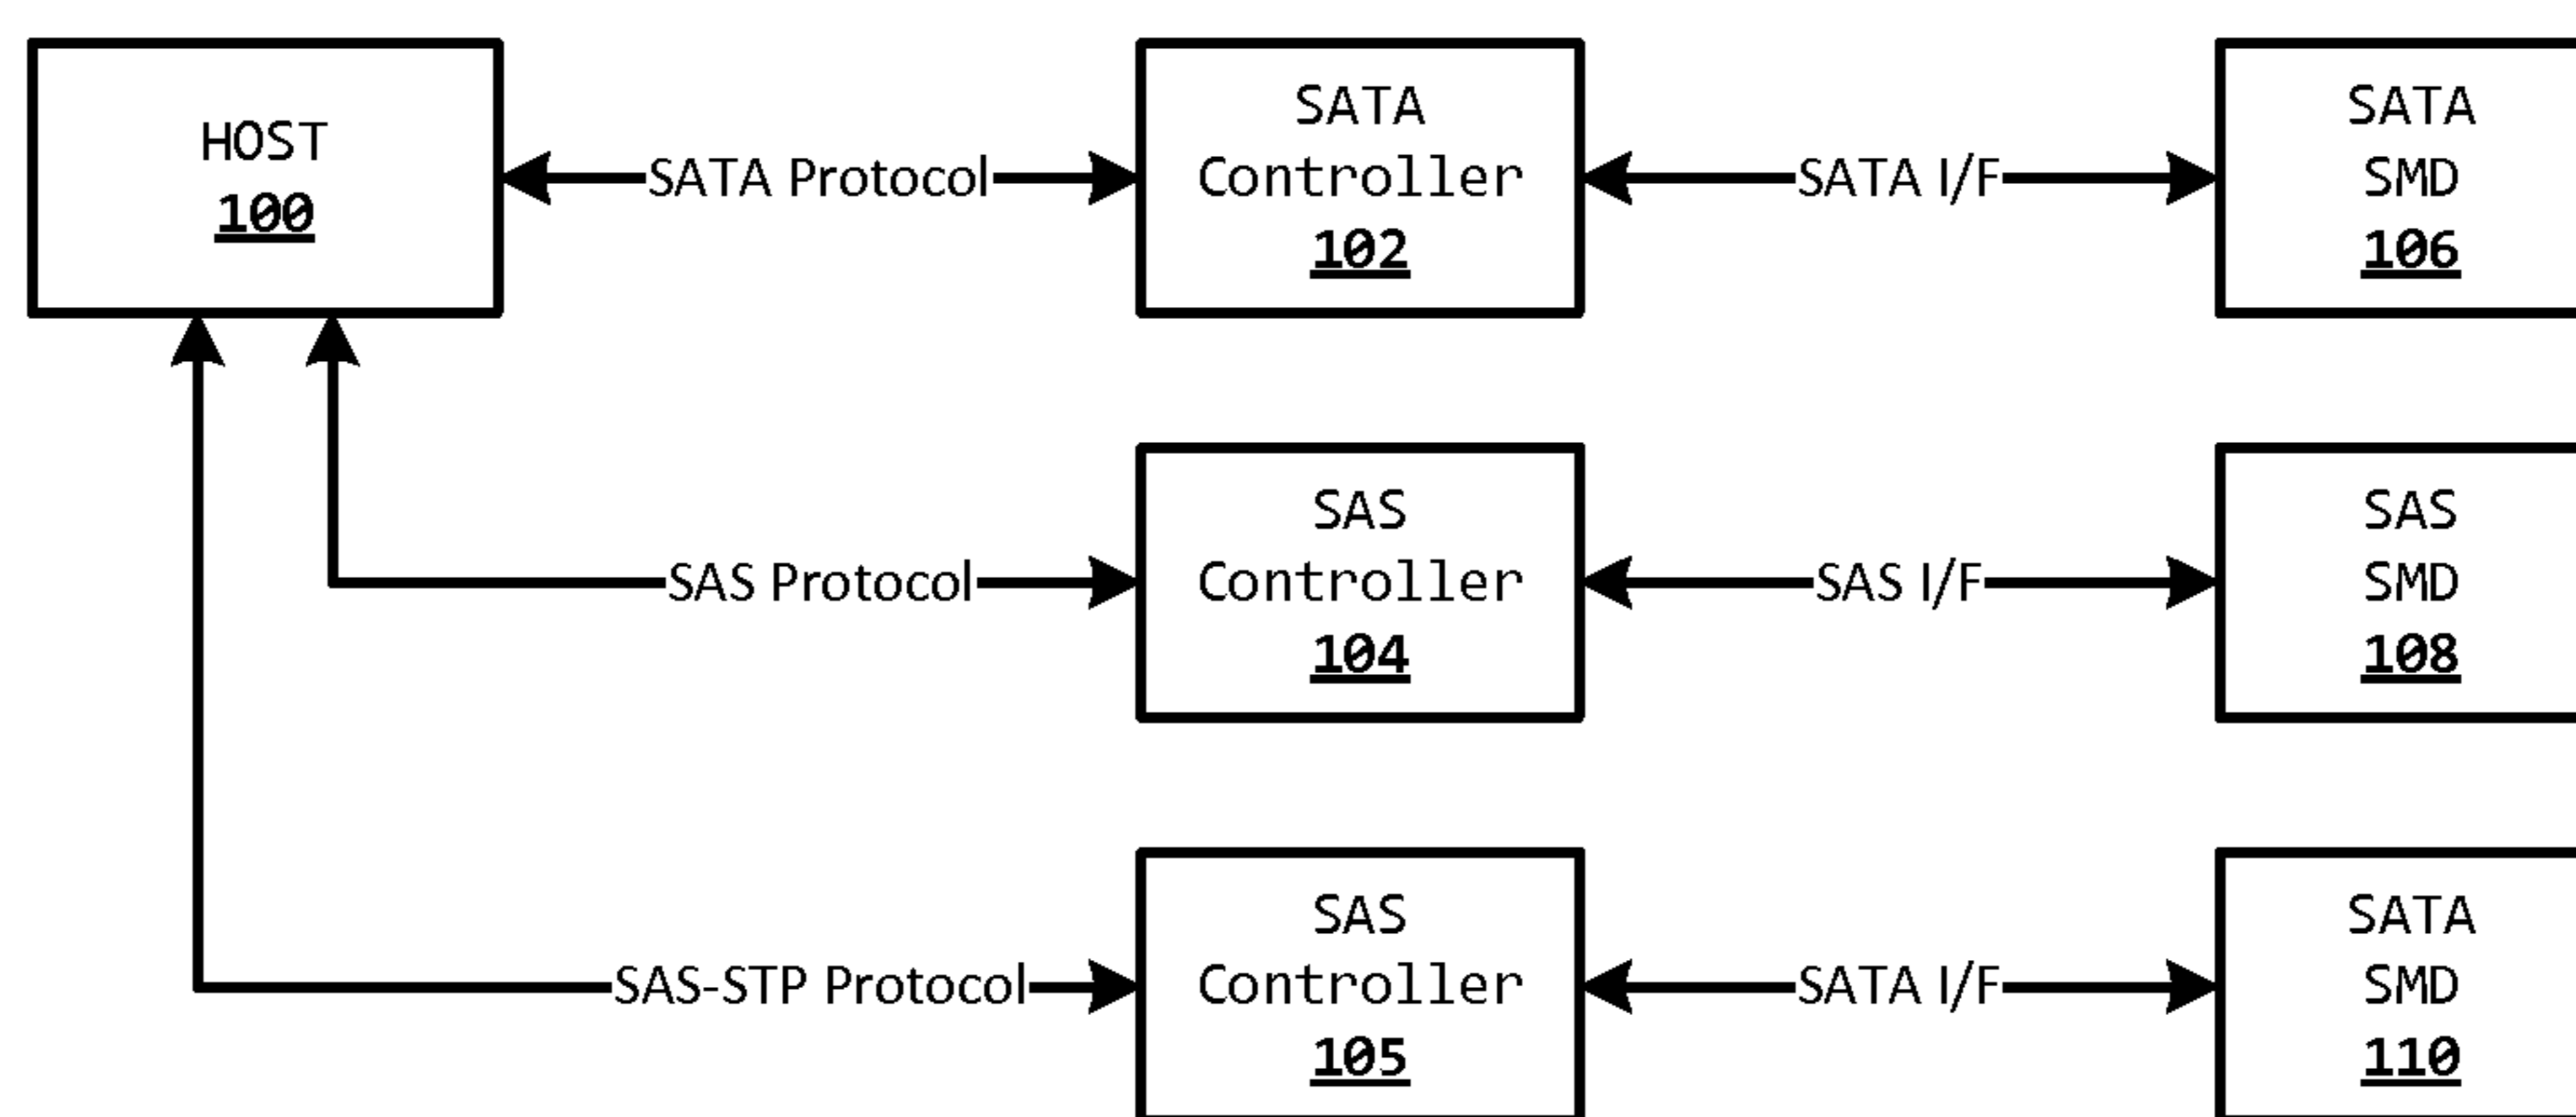 HOST
100
SATA Protocol
SATA
Controller
102
SATA I/F
SATA
SMD
106
SAS Protocol
SAS
Controller
104
SAS I/F
SAS
SMD
108
SAS-STP Protocol
SAS
Controller
105
SATA I/F
SATA
SMD
110